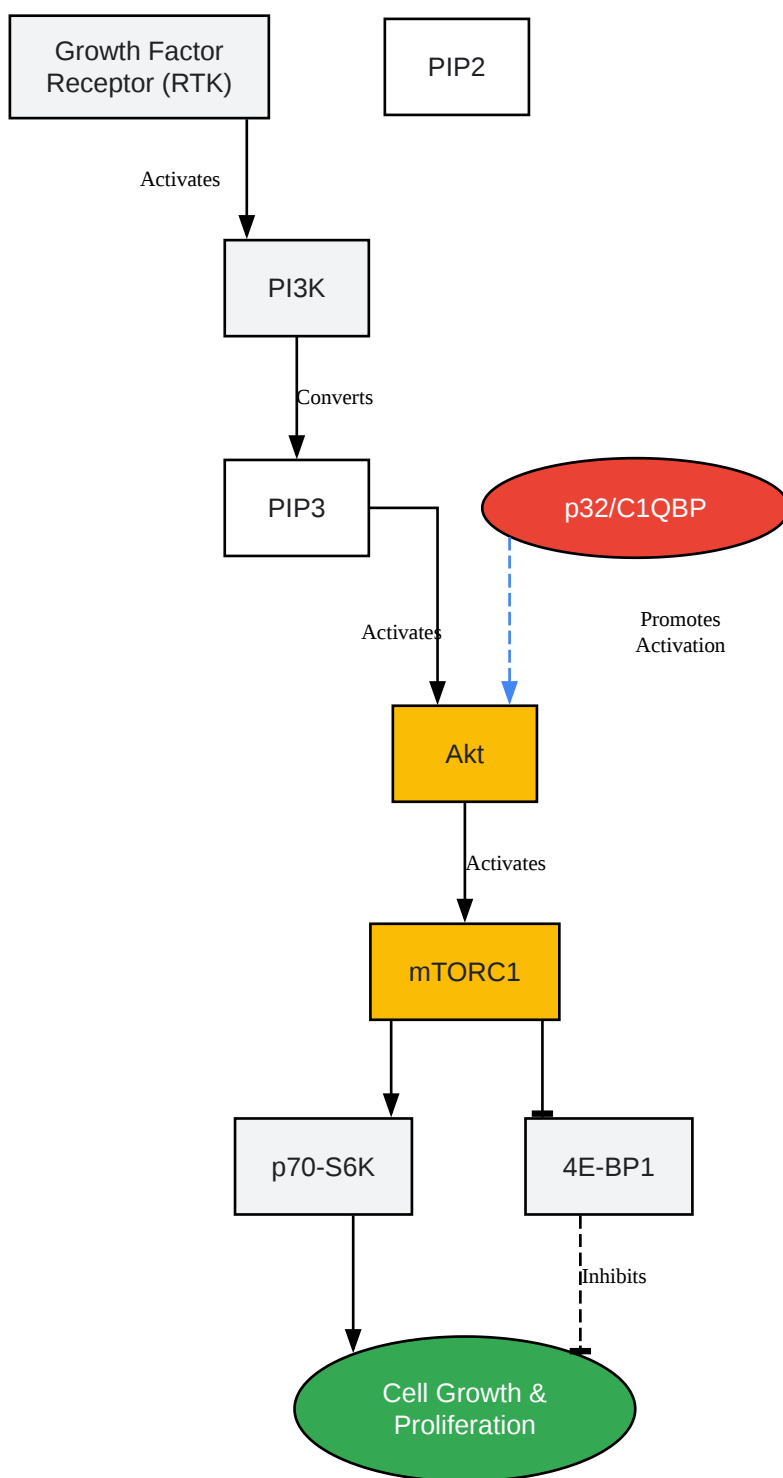 Growth Factor
Receptor (RTK)
PIP2
Activates
PI3K
Converts
PIP3
p32/C1QBP
Activates
Promotes
Activation
Akt
Activates
mTORC1
p70-S6K
4E-BP1
Inhibits
Cell Growth &
Proliferation